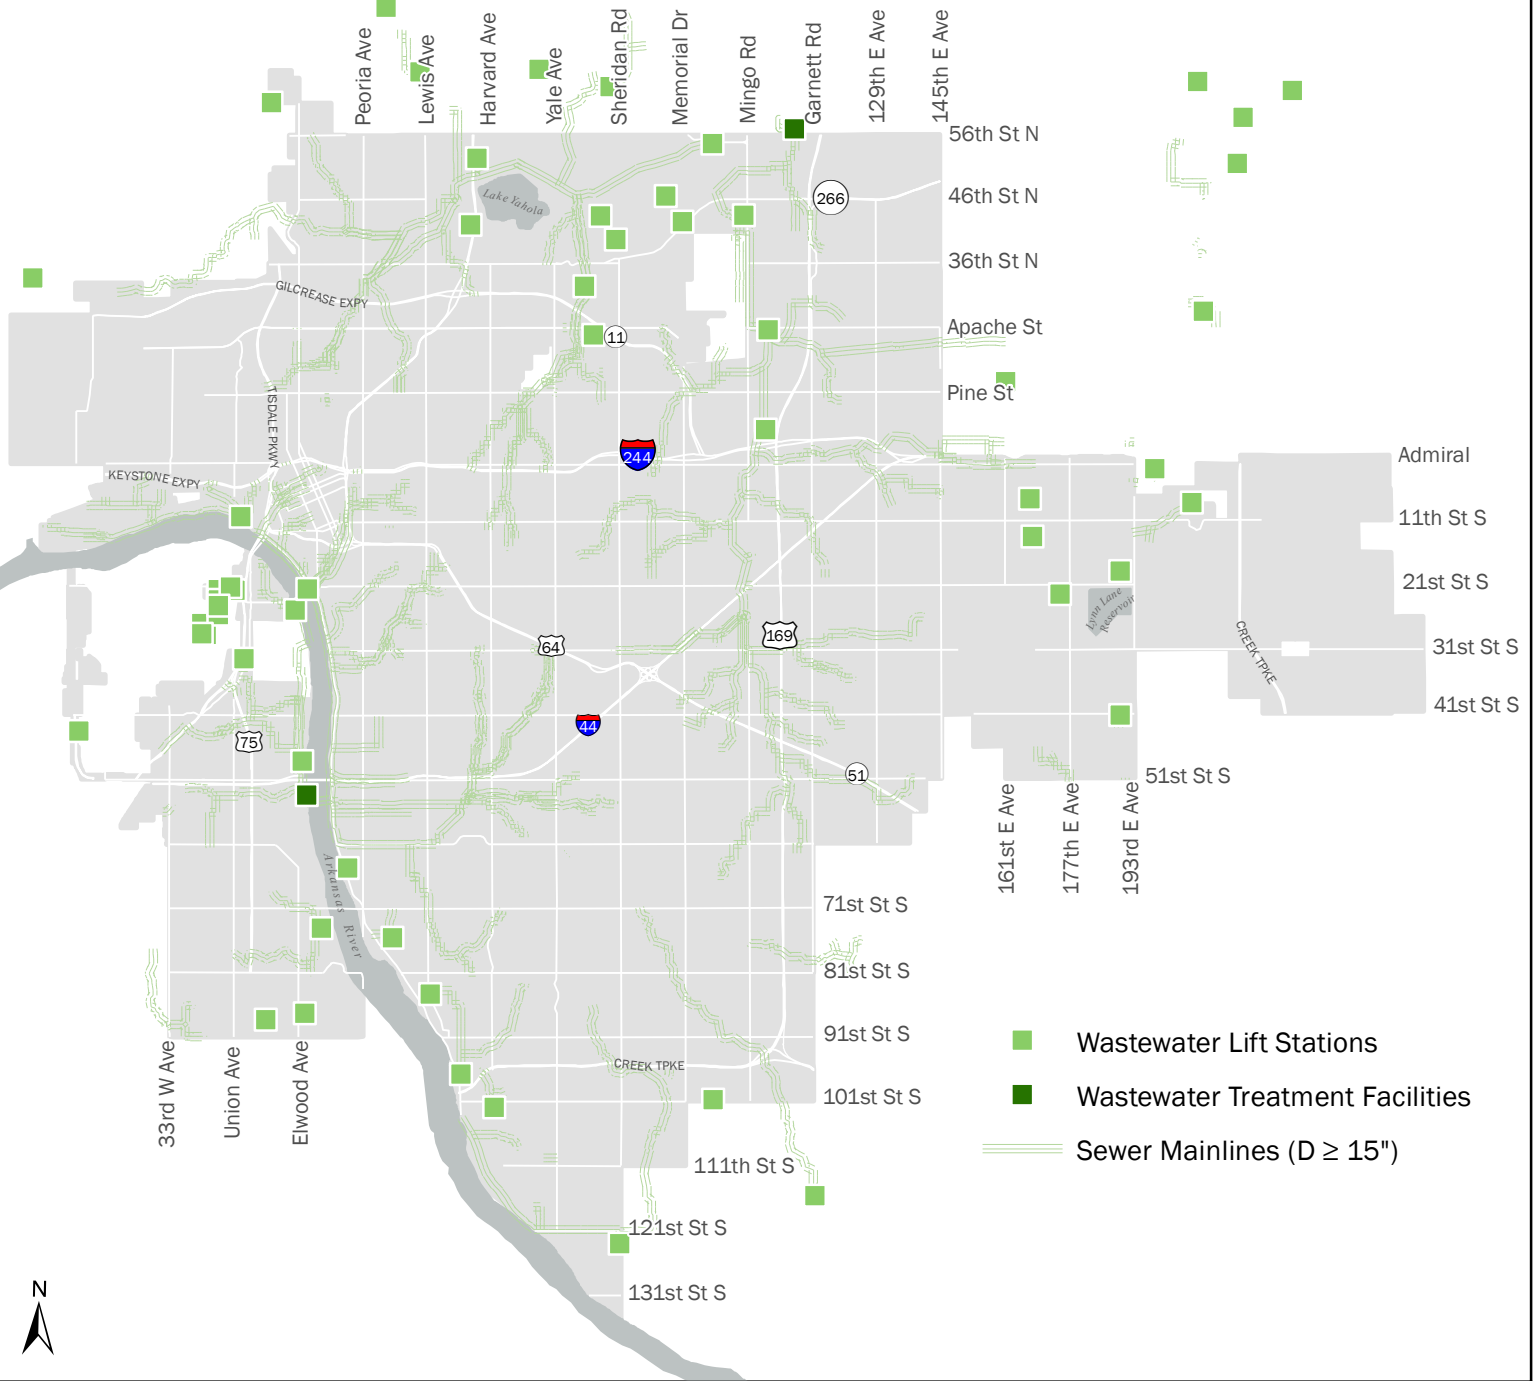 Peoria Ave
Lewis Ave
Harvard Ave
Yale Ave
Sheridan Rd
Memorial Dr
Mingo Rd
Garnett Rd
129th E Ave
145th E Ave
56th St N
46th St N
266
Lake Yahola
36th St N
GILCREASE EXPY
Apache St
11
Pine St
TISDALE PKWY
244
Admiral
KEYSTONE EXPY
11th St S
21st St S
Lynn Lane
Reservoir
64
169
31st St S
CREEK TPKE
41st St S
44
75
51
51st St S
161st E Ave
177th E Ave
193rd E Ave
Arkansas River
71st St S
81st St S
91st St S
33rd W Ave
Union Ave
Elwood Ave
CREEK TPKE
101st St S
111th St S
121st St S
131st St S
Wastewater Lift Stations
Wastewater Treatment Facilities
Sewer Mainlines (D ≥ 15")
N